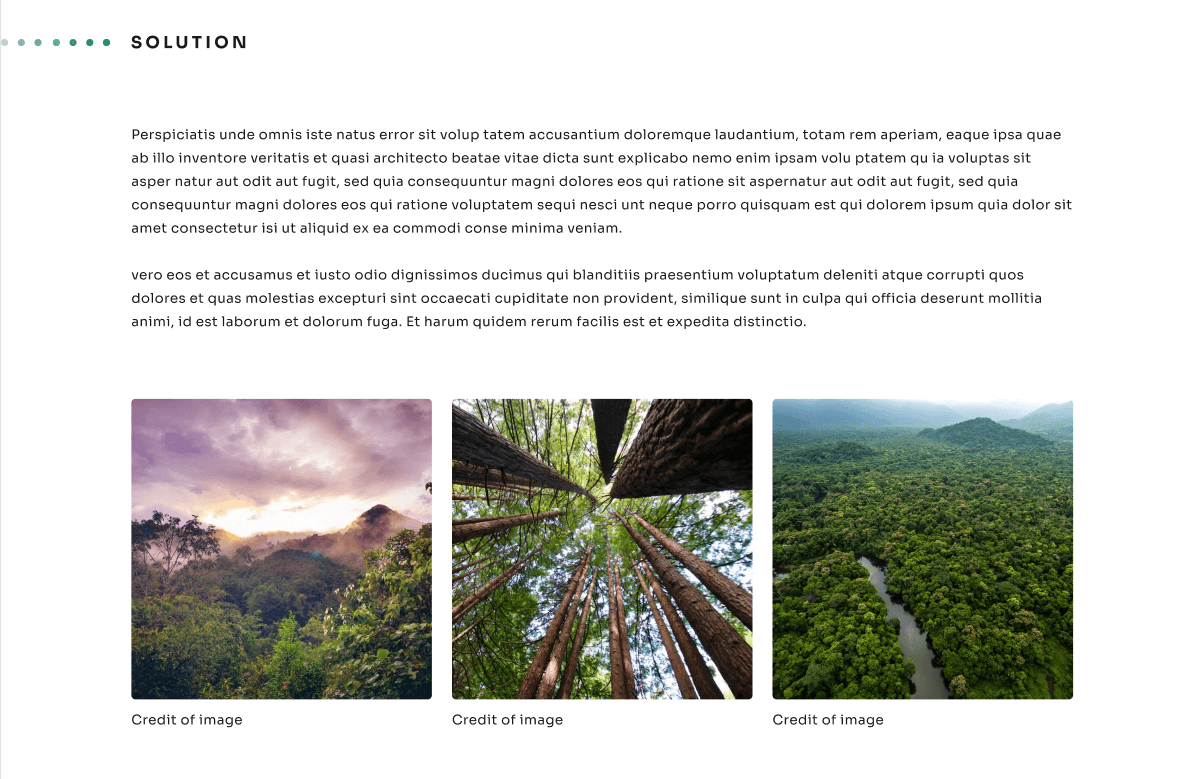 SOLUTION
Perspiciatis unde omnis iste natus error sit volup tatem accusantium doloremque laudantium, totam rem aperiam, eaque ipsa quae
ab illo inventore veritatis et quasi architecto beatae vitae dicta sunt explicabo nemo enim ipsam volu ptatem qu ia voluptas sit
asper natur aut odit aut fugit, sed quia consequuntur magni dolores eos qui ratione sit aspernatur aut odit aut fugit, sed quia
consequuntur magni dolores eos qui ratione voluptatem sequi nesci unt neque porro quisquam est qui dolorem ipsum quia dolor sit
amet consectetur isi ut aliquid ex ea commodi conse minima veniam.
vero eos et accusamus et iusto odio dignissimos ducimus qui blanditiis praesentium voluptatum deleniti atque corrupti quos
dolores et quas molestias excepturi sint occaecati cupiditate non provident, similique sunt in culpa qui officia deserunt mollitia
animi, id est laborum et dolorum fuga. Et harum quidem rerum facilis est et expedita distinctio.
Credit of image
Credit of image
Credit of image